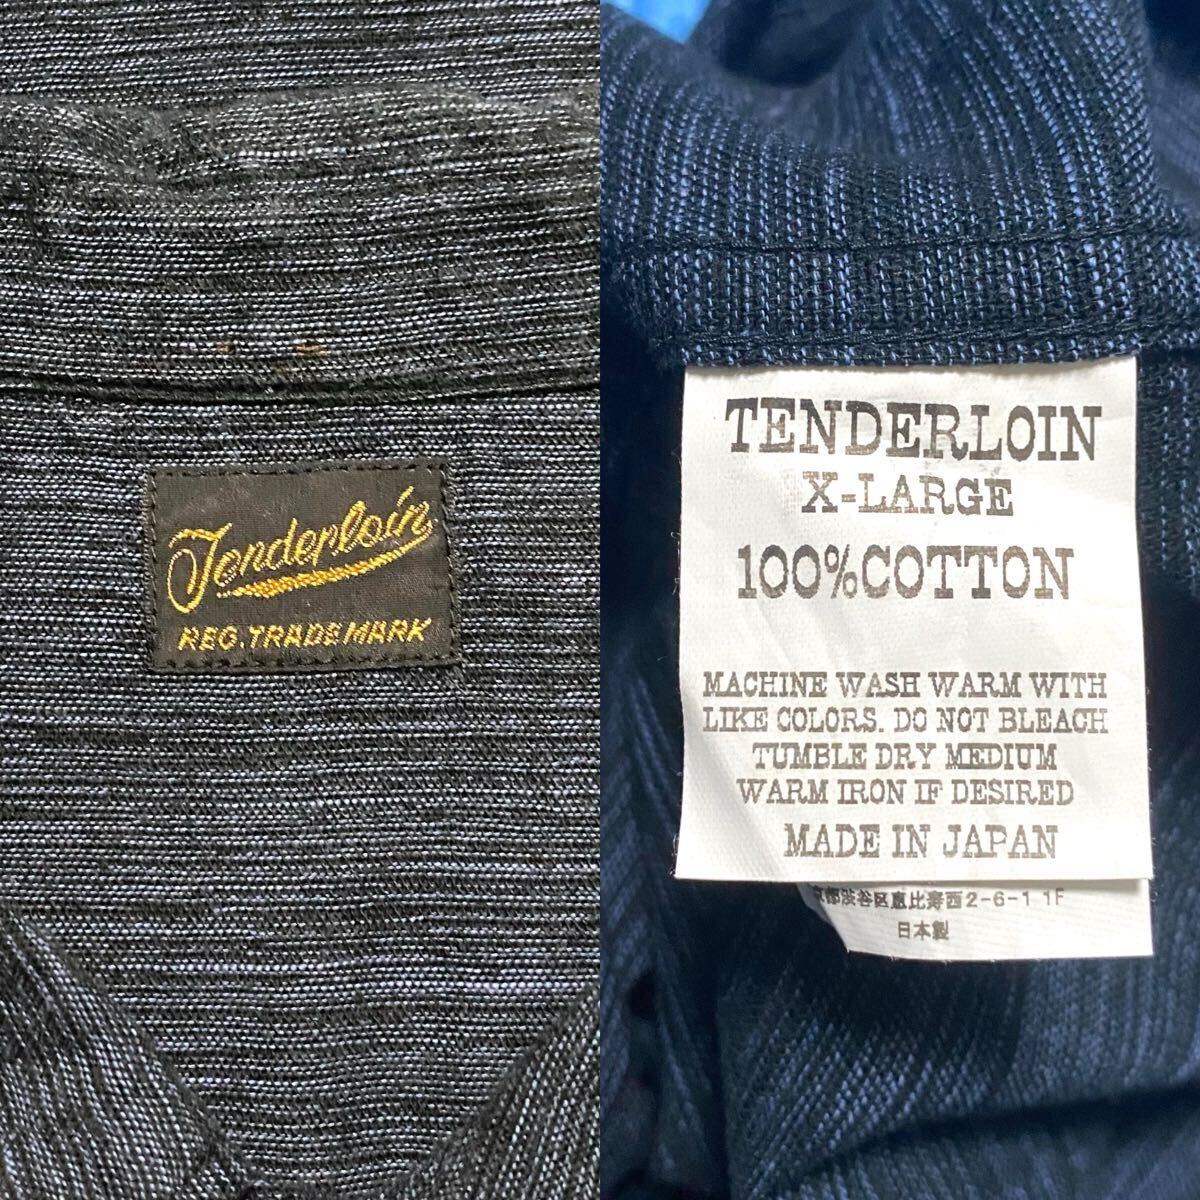 Tenderloin
REG. TRADE MARK
TENDERLOIN
X-LARGE
100%COTTON
MACHINE WASH WARM WITH
LIKE COLORS. DO NOT BLEACH
TUMBLE DRY MEDIUM
WARM IRON IF DESIRED
MADE IN JAPAN
京都渋谷区恵比寿西2-6-1 1F
日本製